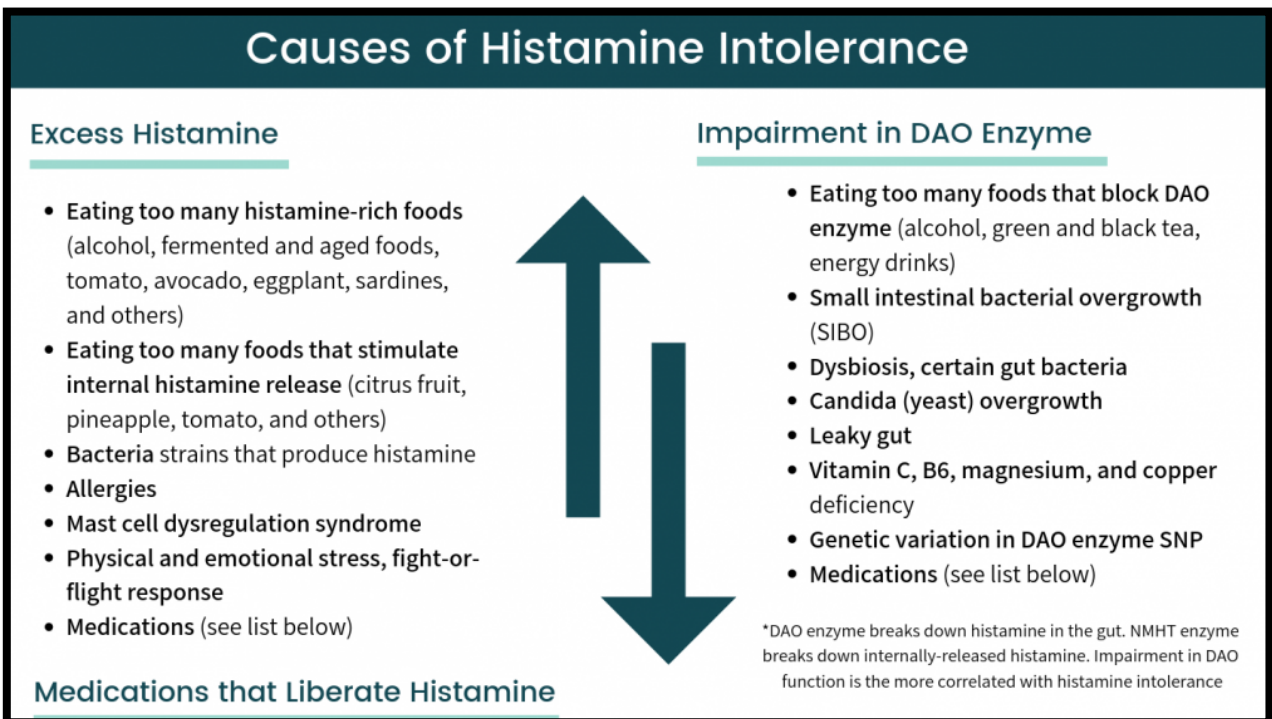 Causes of Histamine Intolerance
Excess Histamine
• Eating too many histamine-rich foods
(alcohol, fermented and aged foods,
tomato, avocado, eggplant, sardines,
and others)
• Eating too many foods that stimulate
internal histamine release (citrus fruit,
pineapple, tomato, and others)
• Bacteria strains that produce histamine
• Allergies
• Mast cell dysregulation syndrome
• Physical and emotional stress, fight-or-
flight response
• Medications (see list below)
Impairment in DAO Enzyme
• Eating too many foods that block DAO
enzyme (alcohol, green and black tea,
energy drinks)
• Small intestinal bacterial overgrowth
(SIBO)
• Dysbiosis, certain gut bacteria
• Candida (yeast) overgrowth
• Leaky gut
• Vitamin C, B6, magnesium, and copper
deficiency
• Genetic variation in DAO enzyme SNP
• Medications (see list below)
*DAO enzyme breaks down histamine in the gut. NMHT enzyme
breaks down internally-released histamine. Impairment in DAO
function is the more correlated with histamine intolerance
Medications that Liberate Histamine